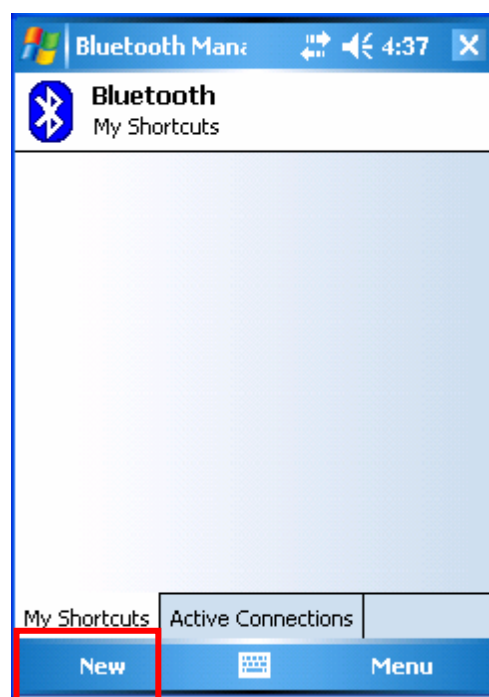 Bluetooth Mana 4:37
Bluetooth
My Shortcuts
My Shortcuts Active Connections
New Menu